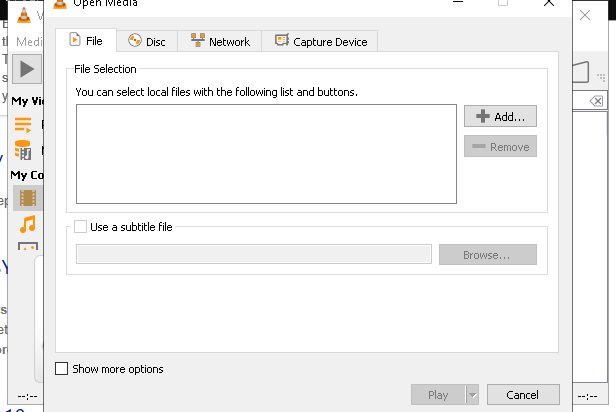 Open Media
File
Disc
Network
Capture Device
File Selection
You can select local files with the following list and buttons.
Add...
Remove
Use a subtitle file
Browse...
Show more options
Play
Cancel
Medi
My Vi
My Co
--:--
--:--